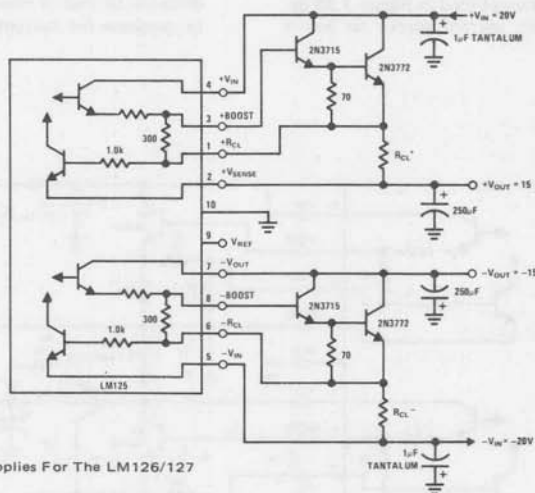 +VIN = 20V
1μF TANTALUM
2N3715
2N3772
4 +VIN
70
3 +BOOST
300
1.0k
1 +RCL
RCL+
2 +VSENSE
+VOUT = 15
10
250μF
9 VREF
7 -VOUT
-VOUT = -15
8 -BOOST
2N3715
250μF
2N3772
300
1.0k
6 -RCL
70
5 -VIN
LM125
RCL-
-VIN = -20V
1μF
TANTALUM
plies For The LM126/127